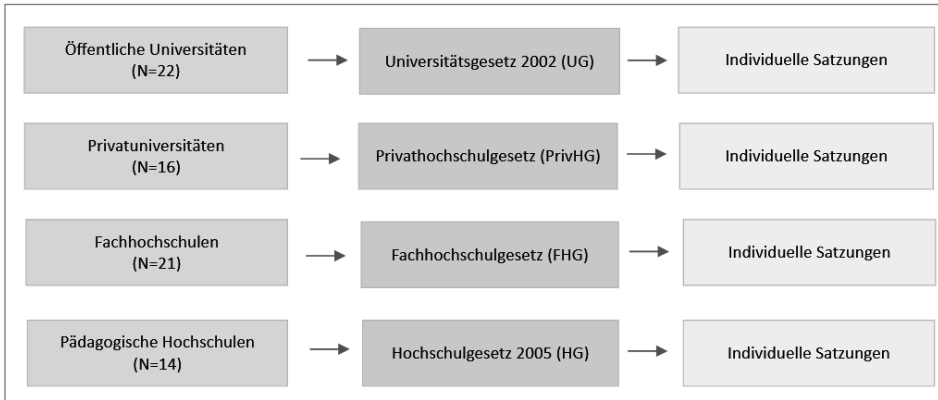 Öffentliche Universitäten
(N=22)
Universitätsgesetz 2002 (UG)
Individuelle Satzungen
Privatuniversitäten
(N=16)
Privathochschulgesetz (PrivHG)
Individuelle Satzungen
Fachhochschulen
(N=21)
Fachhochschulgesetz (FHG)
Individuelle Satzungen
Pädagogische Hochschulen
(N=14)
Hochschulgesetz 2005 (HG)
Individuelle Satzungen